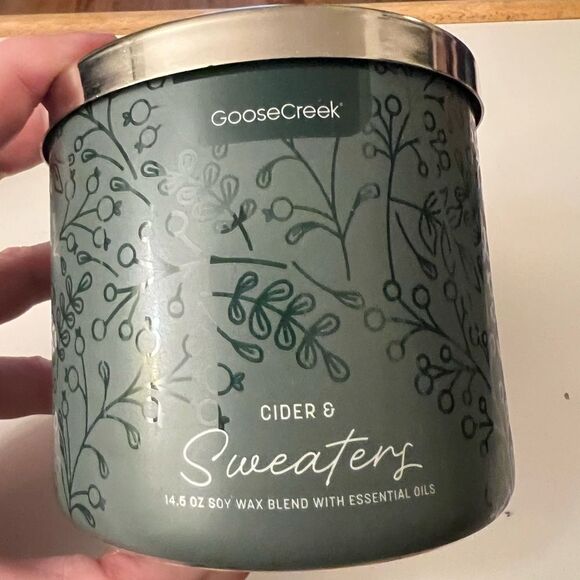 GooseCreek®
CIDER &
Sweaters
14.5 OZ SOY WAX BLEND WITH ESSENTIAL OILS